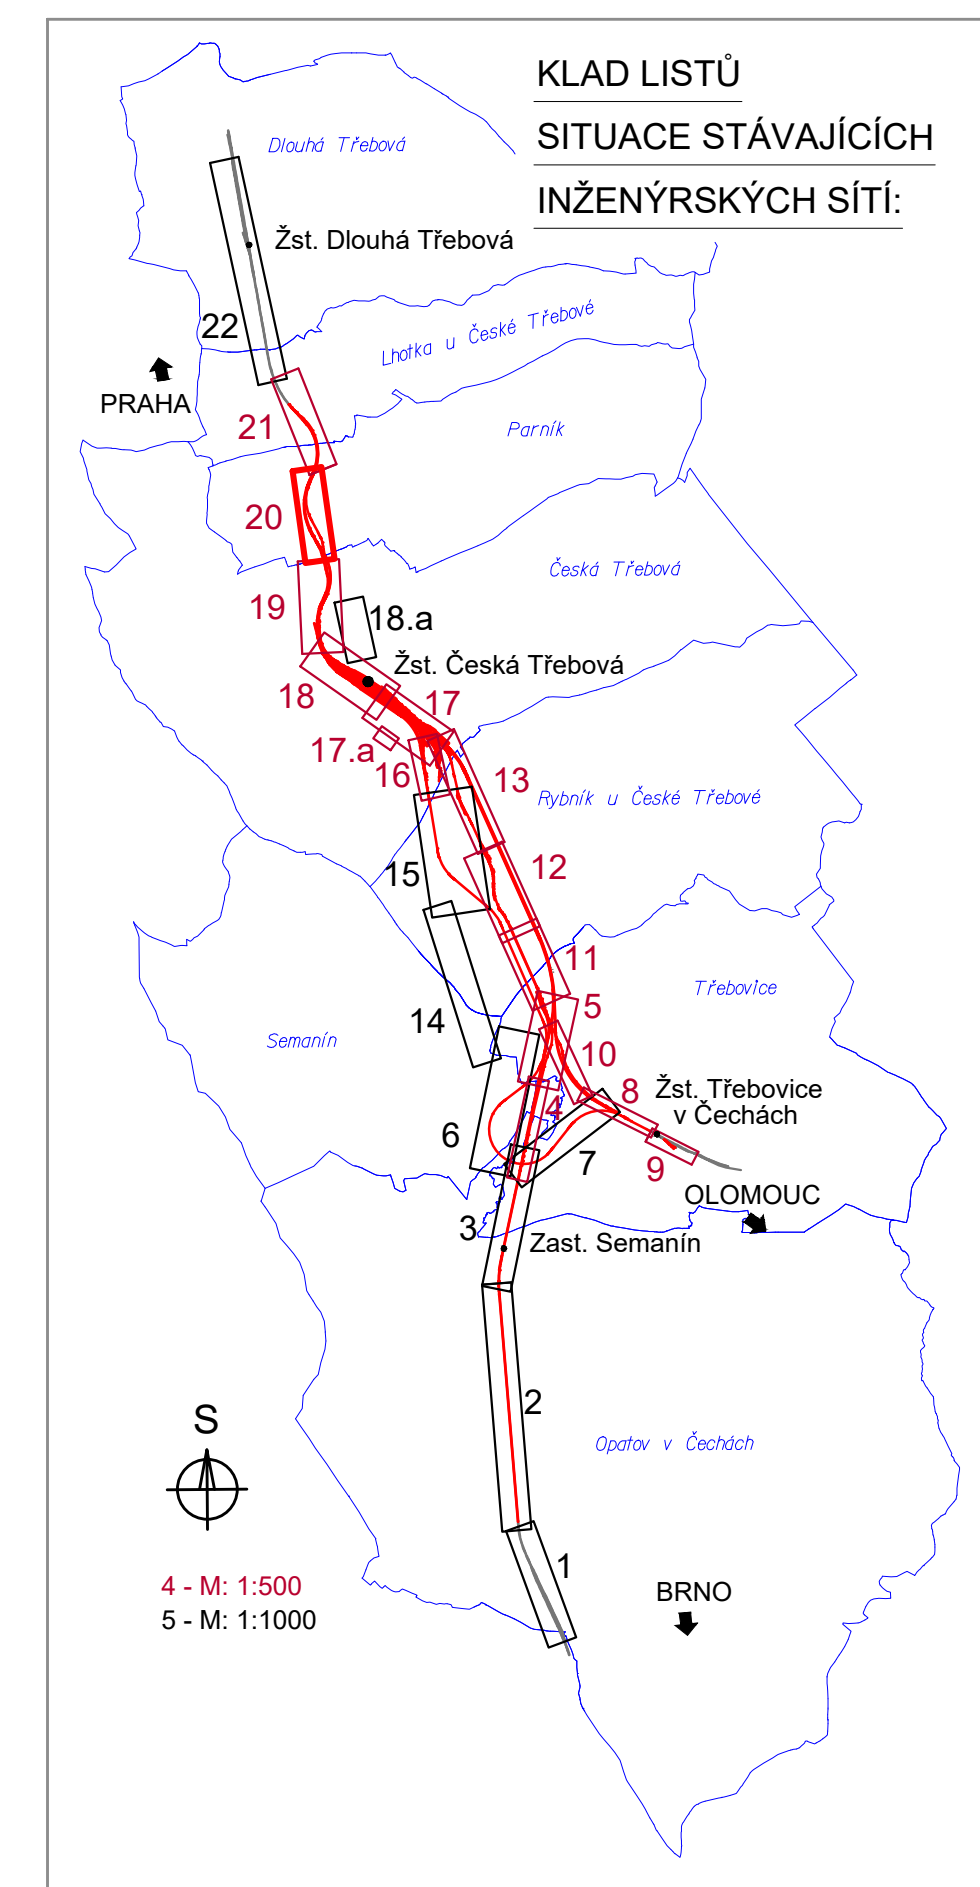 KLAD LISTŮ
SITUACE STÁVAJÍCÍCH
INŽENÝRSKÝCH SÍTÍ:
Dlouhá Třebová
Žst. Dlouhá Třebová
22
Lhotka u České Třebové
PRAHA
21
Parník
20
Česká Třebová
19
18.a
Žst. Česká Třebová
18
17
17.a
16
13
Rybník u České Třebové
12
15
11
Třebovice
5
14
Semanín
10
8
Žst. Třebovice
v Čechách
4
6
7
9
OLOMOUC
3
Zast. Semanín
2
S
Opatov v Čechách
1
4 - M: 1:500
5 - M: 1:1000
BRNO